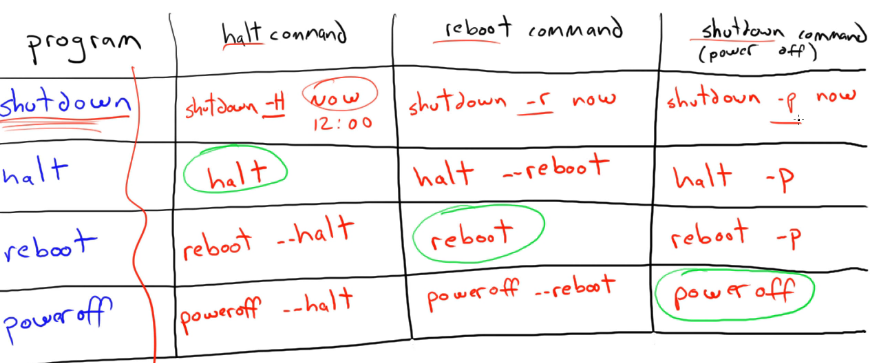 program halt command reboot command shutdown command
(power off)
shutdown shutdown -H now shutdown -r now shutdown -p now
12:00
halt halt halt --reboot halt -p
reboot reboot --halt reboot reboot -p
poweroff poweroff --halt poweroff --reboot poweroff